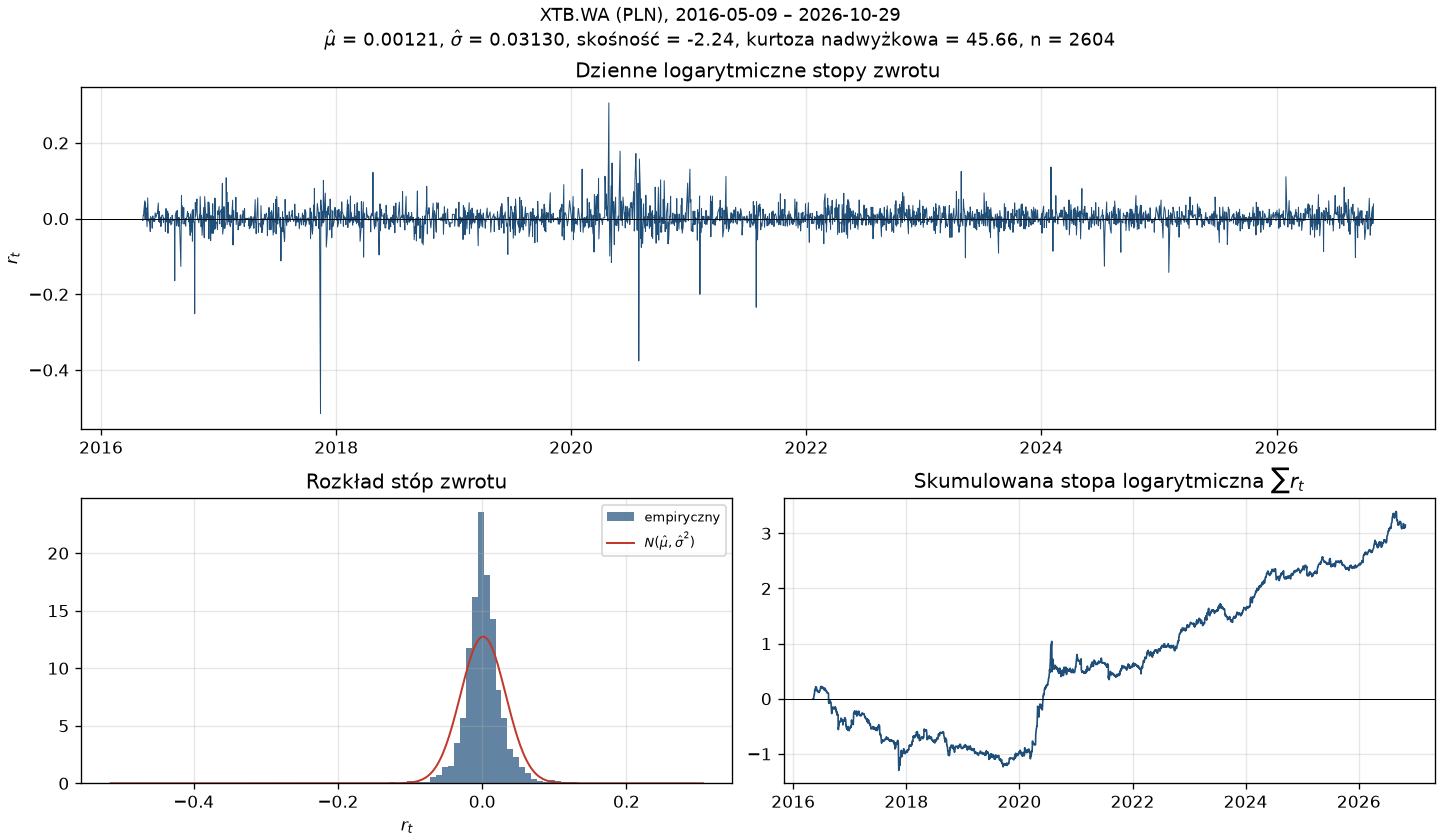 XTB.WA (PLN), 2016-05-09 – 2026-10-29
μ̂ = 0.00121, σ̂ = 0.03130, skośność = -2.24, kurtoza nadwyżkowa = 45.66, n = 2604
Dzienne logarytmiczne stopy zwrotu
0.2
0.0
−0.2
−0.4
r_t
2016 2018 2020 2022 2024 2026
Rozkład stóp zwrotu
empiryczny
N(μ̂, σ̂²)
20
15
10
5
0
−0.4 −0.2 0.0 0.2
r_t
Skumulowana stopa logarytmiczna ∑r_t
3
2
1
0
−1
2016 2018 2020 2022 2024 2026